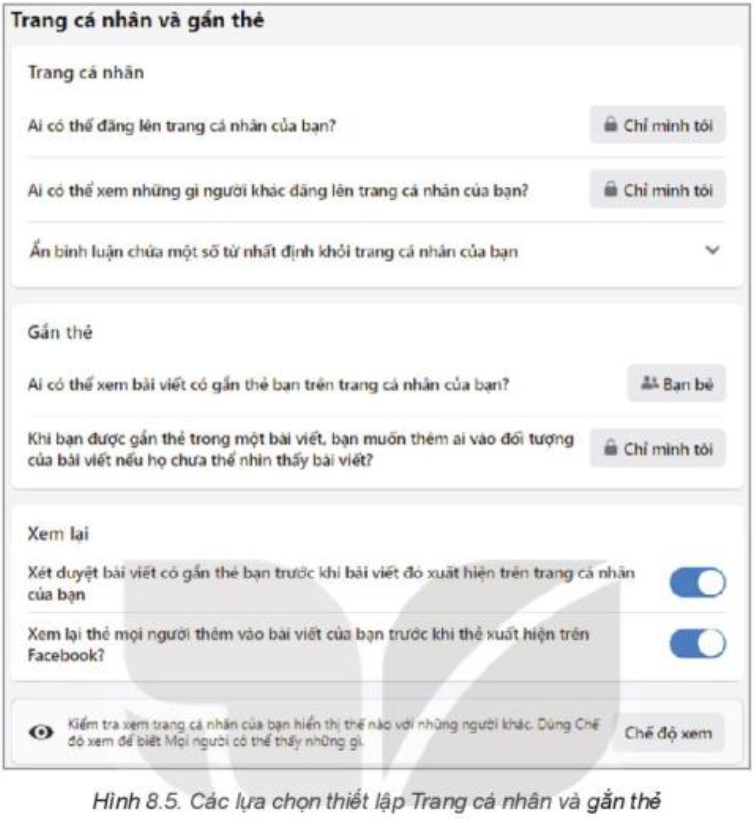 Trang cá nhân và gắn thẻ
Trang cá nhân
Ai có thể đăng lên trang cá nhân của bạn?
Chỉ mình tôi
Ai có thể xem những gì người khác đăng lên trang cá nhân của bạn?
Chỉ mình tôi
Ẩn bình luận chứa một số từ nhất định khỏi trang cá nhân của bạn
Gắn thẻ
Ai có thể xem bài viết có gắn thẻ bạn trên trang cá nhân của bạn?
Bạn bè
Khi bạn được gắn thẻ trong một bài viết, bạn muốn thêm ai vào đối tượng
của bài viết nếu họ chưa thể nhìn thấy bài viết?
Chỉ mình tôi
Xem lại
Xét duyệt bài viết có gắn thẻ bạn trước khi bài viết đó xuất hiện trên trang cá nhân
của bạn
Xem lại thẻ mọi người thêm vào bài viết của bạn trước khi thẻ xuất hiện trên
Facebook?
Kiểm tra xem trang cá nhân của bạn hiển thị thế nào với những người khác. Dùng Chế
độ xem để biết Mọi người có thể thấy những gì.
Chế độ xem
Hình 8.5. Các lựa chọn thiết lập Trang cá nhân và gắn thẻ